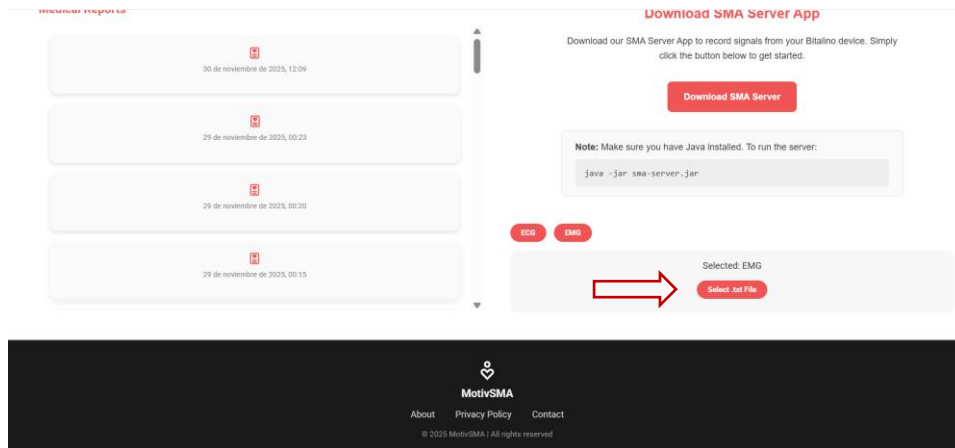 Medical Reports
30 de noviembre de 2025, 12:09
29 de noviembre de 2025, 00:23
29 de noviembre de 2025, 00:20
29 de noviembre de 2025, 00:15
Download SMA Server App
Download our SMA Server App to record signals from your Bitalino device. Simply
click the button below to get started.
Download SMA Server
Note: Make sure you have Java installed. To run the server:
java -jar sma-server.jar
ECG EMG
Selected: EMG
Select .txt File
MotivSMA
About Privacy Policy Contact
© 2025 MotivSMA | All rights reserved